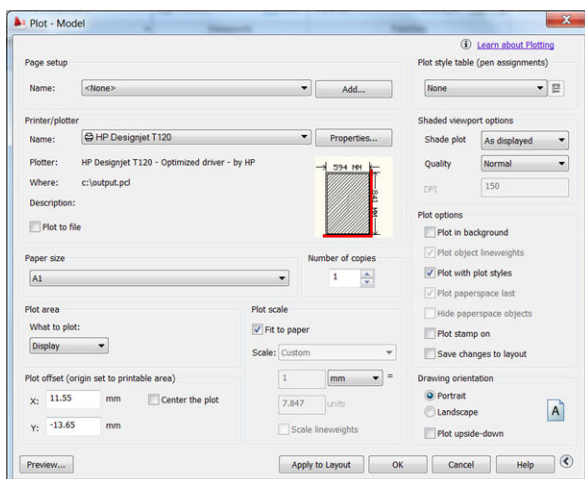 Plot - Model
Learn about Plotting
Page setup
Name: <None> Add...
Plot style table (pen assignments)
None
Printer/plotter
Name: HP Designjet T120 Properties...
Plotter: HP Designjet T120 - Optimized driver - by HP
Where: c:\output.pcl
Description:
Plot to file
594 MM
841 MM
Shaded viewport options
Shade plot As displayed
Quality Normal
DPI 150
Paper size
A1
Number of copies
1
Plot options
Plot in background
Plot object lineweights
Plot with plot styles
Plot paperspace last
Hide paperspace objects
Plot stamp on
Save changes to layout
Plot area
What to plot:
Display
Plot scale
Fit to paper
Scale: Custom
1 mm =
7.847 units
Scale lineweights
Plot offset (origin set to printable area)
X: 11.55 mm Center the plot
Y: -13.65 mm
Drawing orientation
Portrait
Landscape
Plot upside-down
A
Preview... Apply to Layout OK Cancel Help